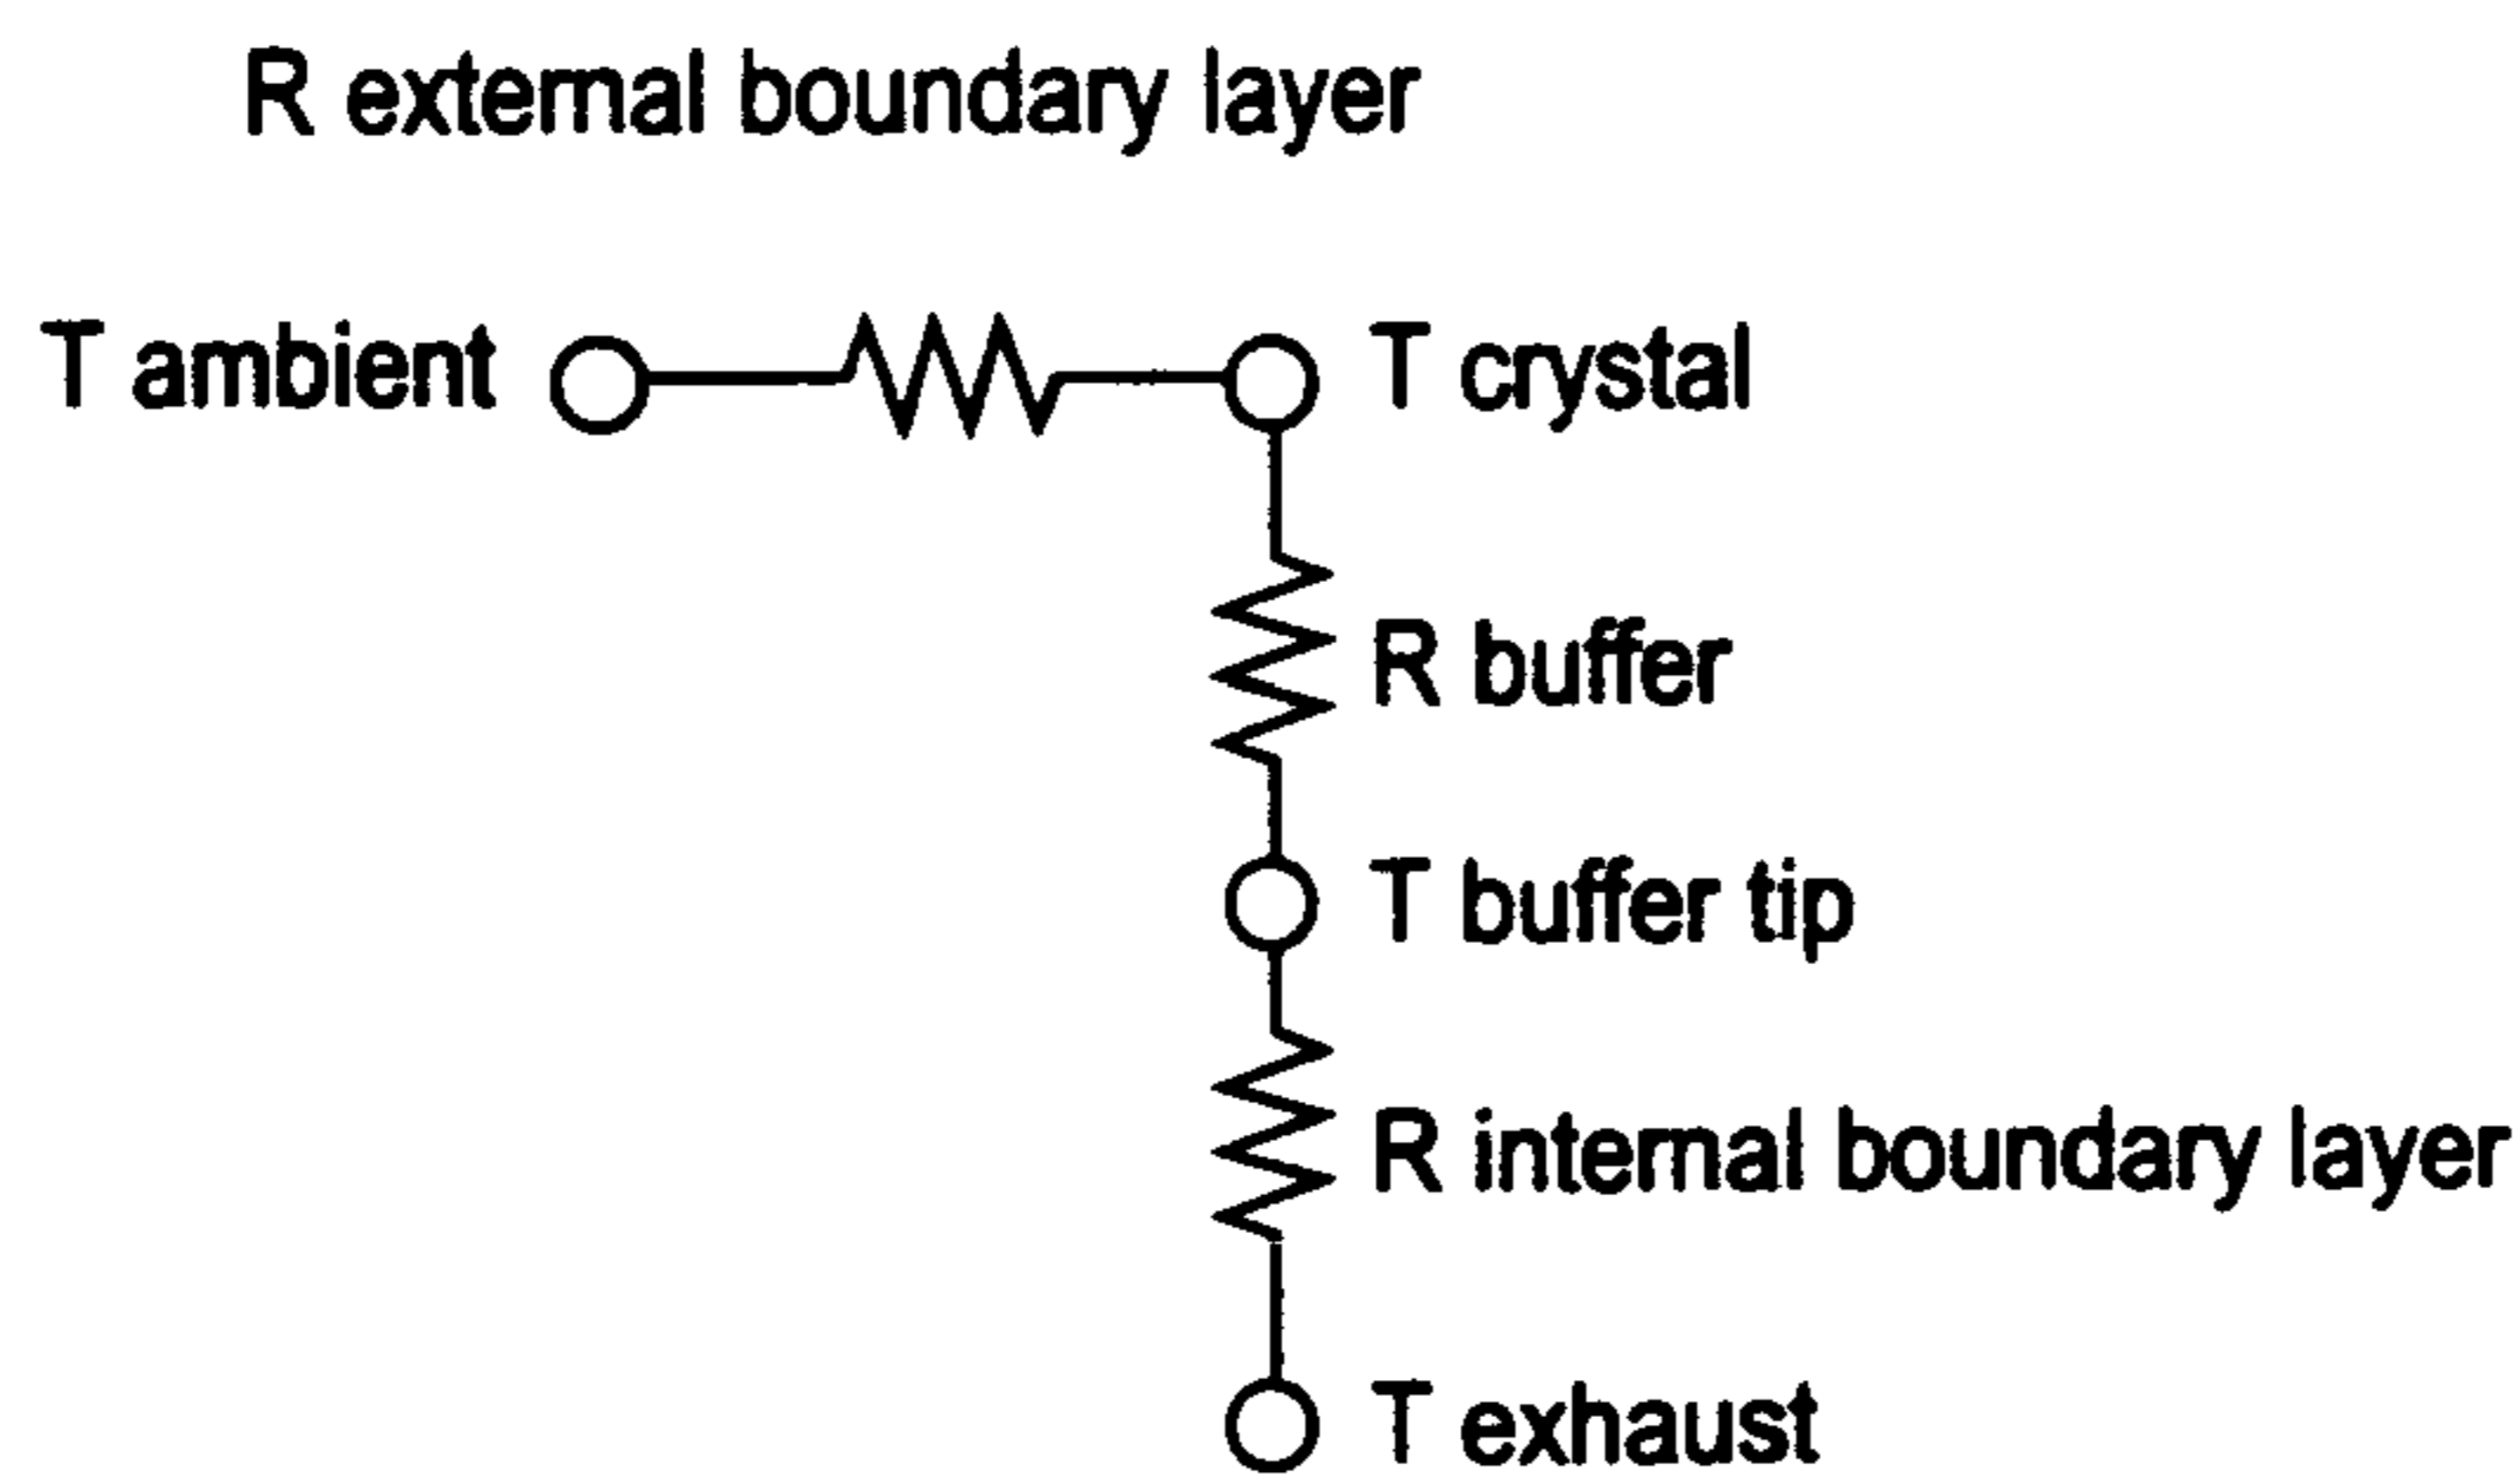 R external boundary layer
T ambient
T crystal
R buffer
T buffer tip
R internal boundary layer
T exhaust